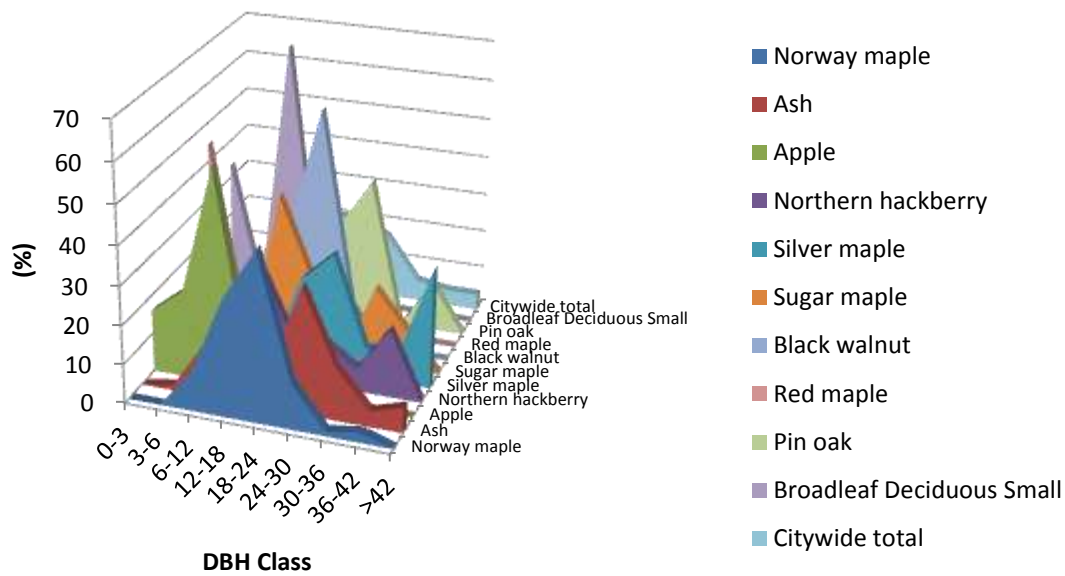 70
60
50
40
30
20
10
0
(%)
0-3
3-6
6-12
12-18
18-24
24-30
30-36
36-42
>42
DBH Class
Citywide total
Broadleaf Deciduous Small
Pin oak
Red maple
Black walnut
Sugar maple
Silver maple
Northern hackberry
Apple
Ash
Norway maple
Norway maple
Ash
Apple
Northern hackberry
Silver maple
Sugar maple
Black walnut
Red maple
Pin oak
Broadleaf Deciduous Small
Citywide total